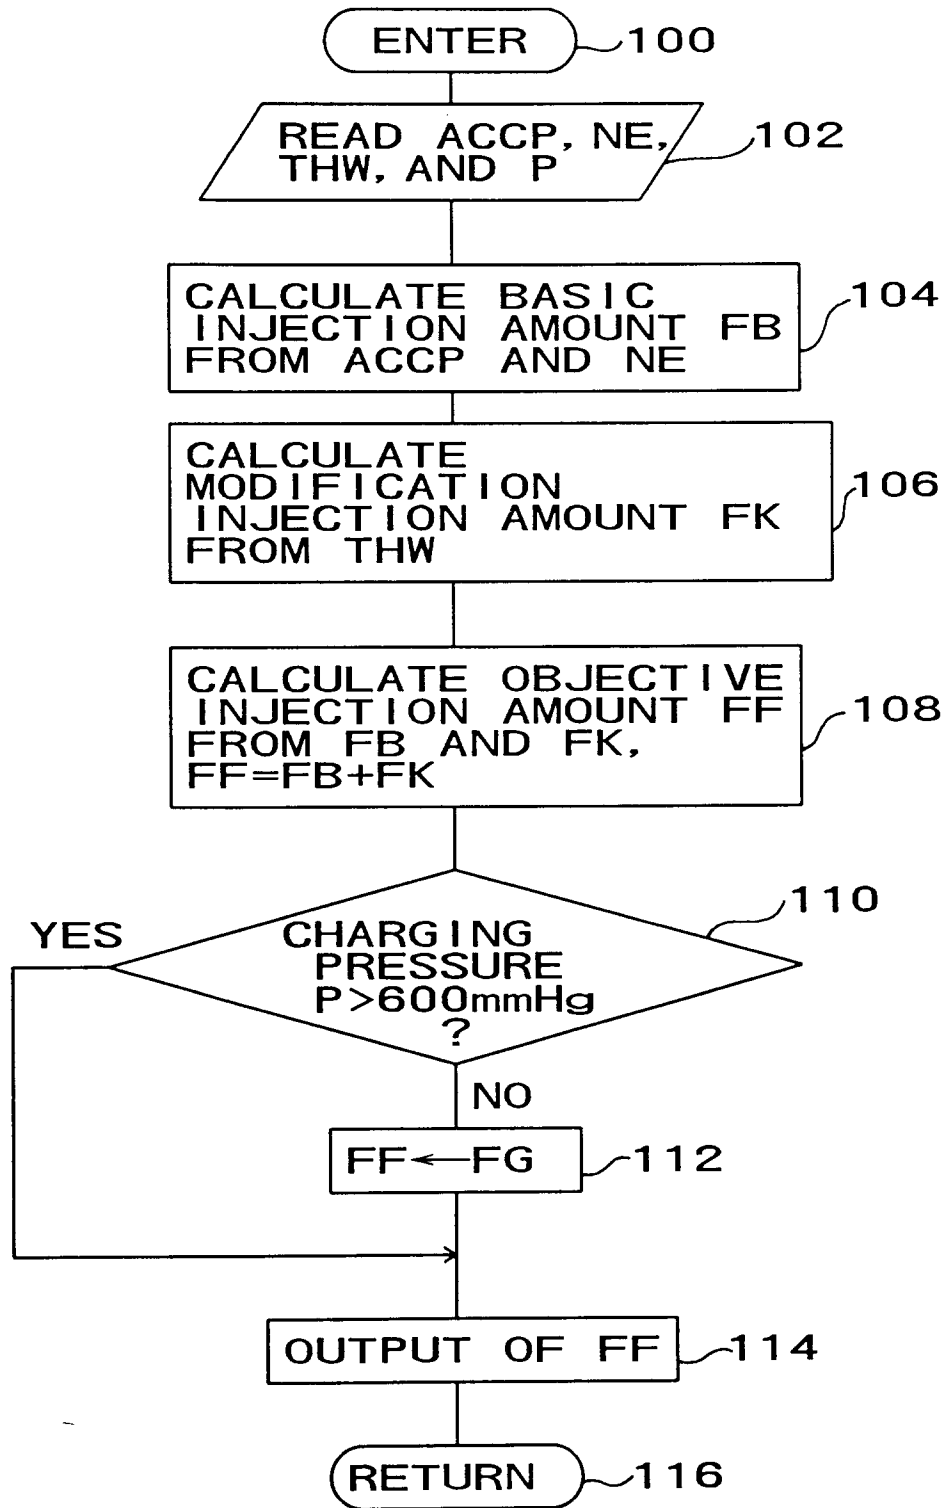 ENTER
100
READ ACCP, NE,
THW, AND P
102
CALCULATE BASIC
INJECTION AMOUNT FB
FROM ACCP AND NE
104
CALCULATE
MODIFICATION
INJECTION AMOUNT FK
FROM THW
106
CALCULATE OBJECTIVE
INJECTION AMOUNT FF
FROM FB AND FK,
FF=FB+FK
108
110
YES
CHARGING
PRESSURE
P>600mmHg
?
NO
FF←FG
112
OUTPUT OF FF
114
RETURN
116